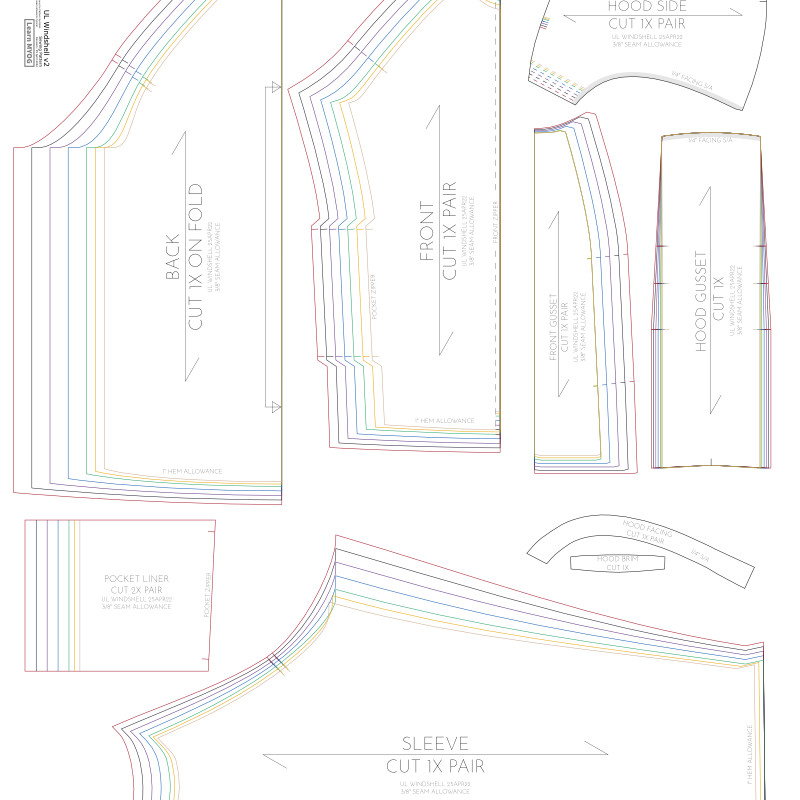 UL Windshell v2
Learn MYOG
HOOD SIDE
CUT 1X PAIR
UL WINDSHELL 25APR22
3/8" SEAM ALLOWANCE
1/4" FACING S/A
BACK
CUT 1X ON FOLD
UL WINDSHELL 25APR22
3/8" SEAM ALLOWANCE
1" HEM ALLOWANCE
FRONT
CUT 1X PAIR
UL WINDSHELL 25APR22
3/8" SEAM ALLOWANCE
FRONT ZIPPER
POCKET ZIPPER
1" HEM ALLOWANCE
FRONT GUSSET
CUT 1X PAIR
UL WINDSHELL 25APR22
3/8" SEAM ALLOWANCE
1/4" FACING S/A
HOOD GUSSET
CUT 1X
UL WINDSHELL 25APR22
3/8" SEAM ALLOWANCE
POCKET LINER
CUT 2X PAIR
UL WINDSHELL 25APR22
3/8" SEAM ALLOWANCE
POCKET ZIPPER
HOOD FACING
CUT 1X PAIR
1/4" S/A
HOOD BRIM
CUT 1X
SLEEVE
CUT 1X PAIR
UL WINDSHELL 25APR22
3/8" SEAM ALLOWANCE
1" HEM ALLOWANCE